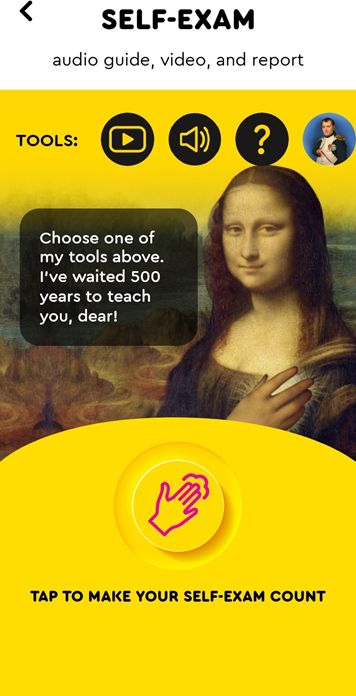 SELF-EXAM
audio guide, video, and report
TOOLS:
?
Choose one of
my tools above.
I've waited 500
years to teach
you, dear!
TAP TO MAKE YOUR SELF-EXAM COUNT